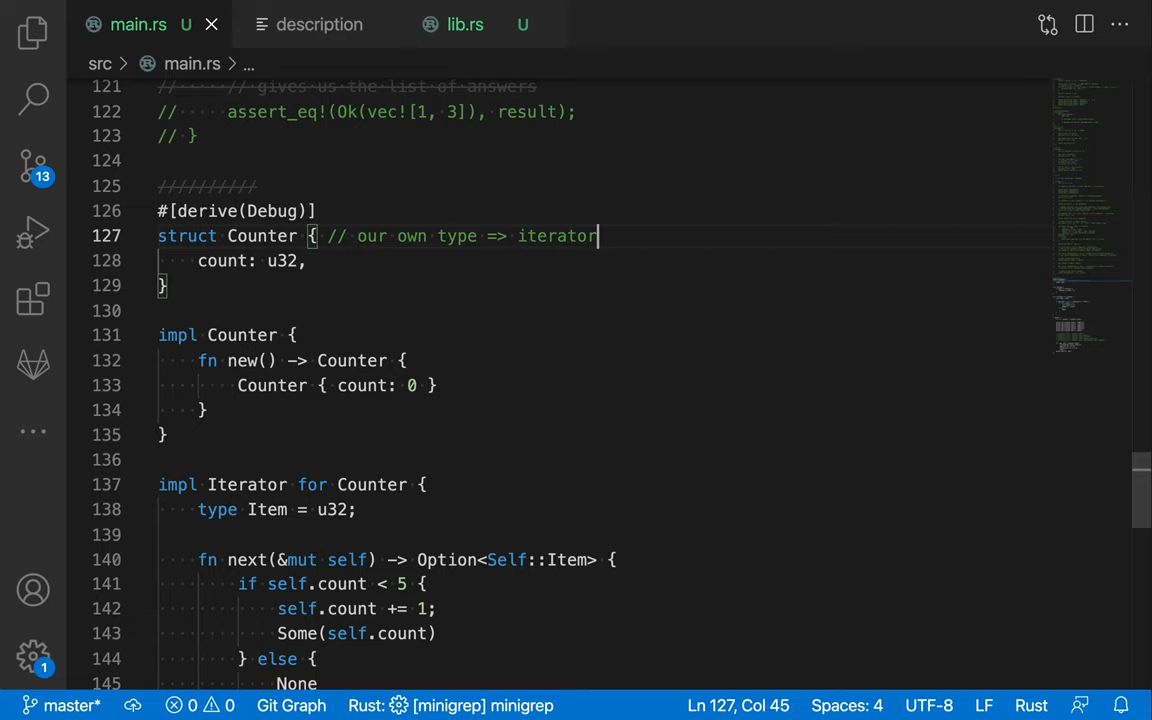 main.rs U
description
lib.rs U
src > main.rs > ...
121 // // gives us the list of answers
122 // assert_eq!(Ok(vec![1, 3]), result);
123 // }
124
125 //////////
126 #[derive(Debug)]
127 struct Counter { // our own type => iterator
128 count: u32,
129 }
130
131 impl Counter {
132 fn new() -> Counter {
133 Counter { count: 0 }
134 }
135 }
136
137 impl Iterator for Counter {
138 type Item = u32;
139
140 fn next(&mut self) -> Option<Self::Item> {
141 if self.count < 5 {
142 self.count += 1;
143 Some(self.count)
144 } else {
145 None
13
1
master* 0 0 Git Graph Rust: [minigrep] minigrep Ln 127, Col 45 Spaces: 4 UTF-8 LF Rust